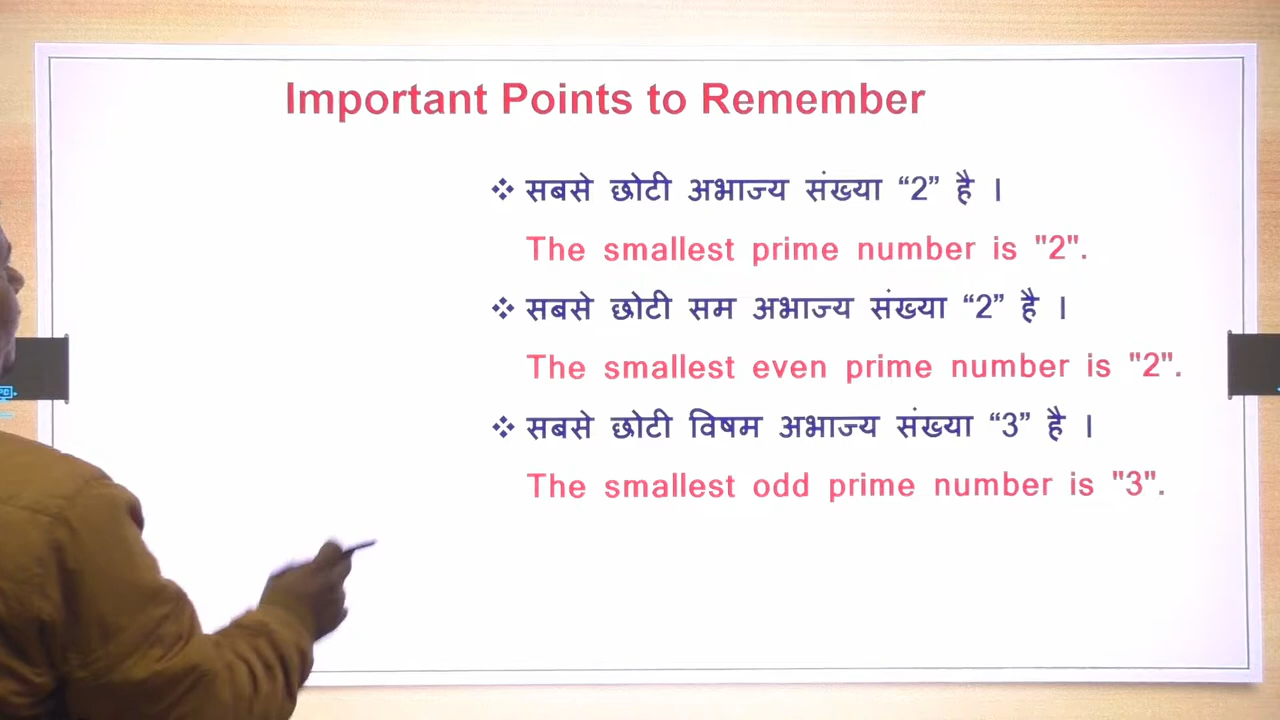 Important Points to Remember
❖ सबसे छोटी अभाज्य संख्या “2” है ।
The smallest prime number is "2".
❖ सबसे छोटी सम अभाज्य संख्या “2” है ।
The smallest even prime number is "2".
❖ सबसे छोटी विषम अभाज्य संख्या “3” है ।
The smallest odd prime number is "3".
PC